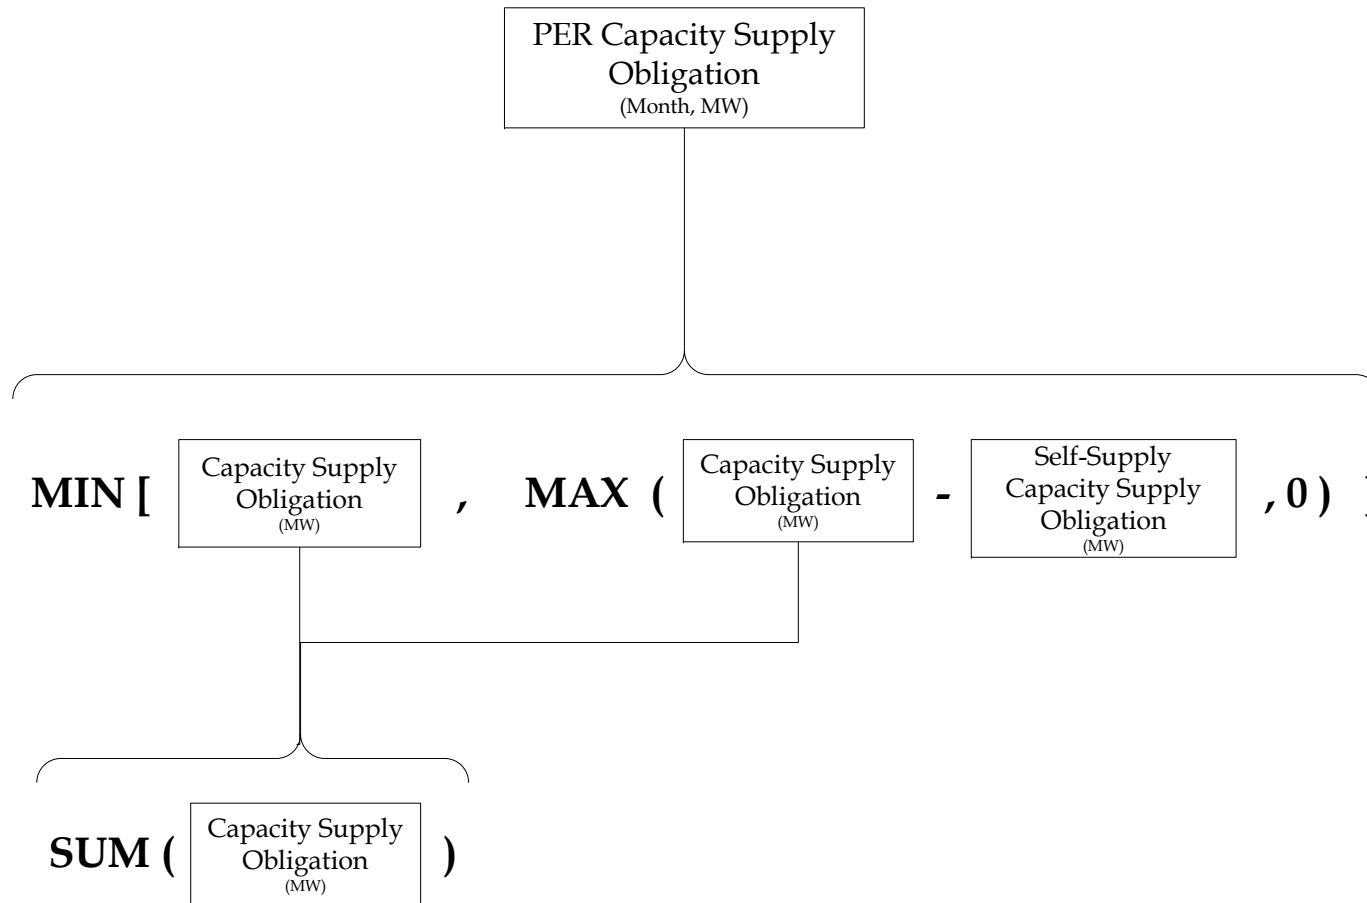 PER Capacity Supply
Obligation
(Month, MW)
MIN [
Capacity Supply
Obligation
(MW)
,
MAX (
Capacity Supply
Obligation
(MW)
-
Self-Supply
Capacity Supply
Obligation
(MW)
, 0 ) ]
SUM (
Capacity Supply
Obligation
(MW)
)